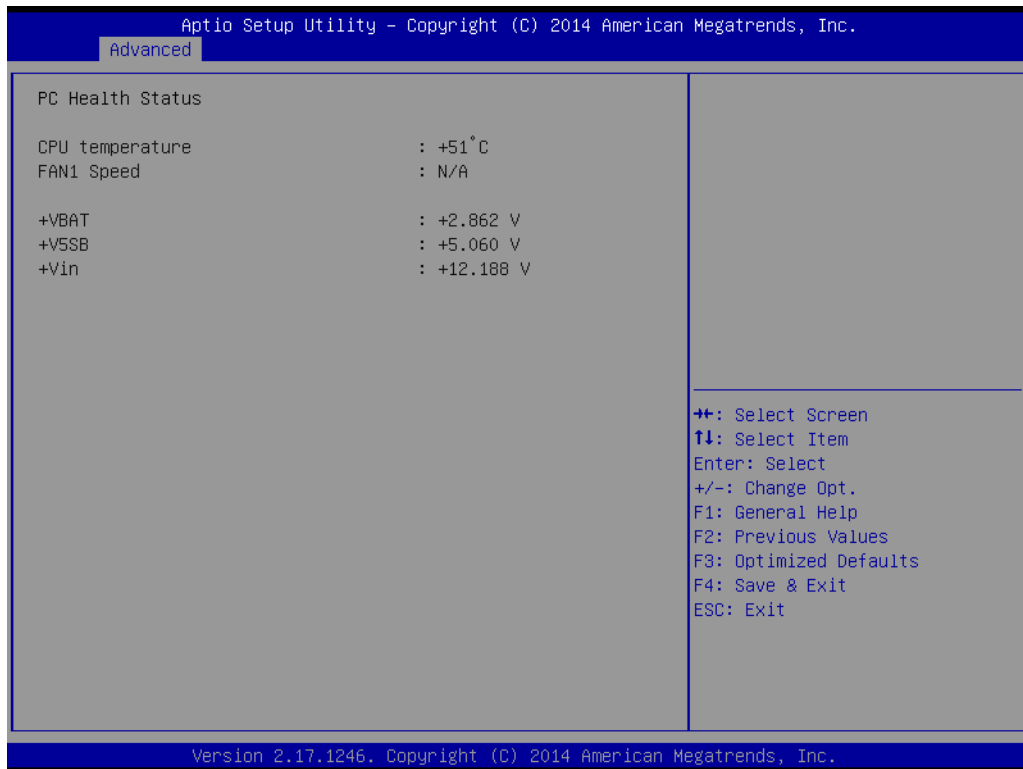 Aptio Setup Utility – Copyright (C) 2014 American Megatrends, Inc.
Advanced
PC Health Status
CPU temperature : +51°C
FAN1 Speed : N/A
+VBAT : +2.862 V
+V5SB : +5.060 V
+Vin : +12.188 V
→←: Select Screen
↑↓: Select Item
Enter: Select
+/-: Change Opt.
F1: General Help
F2: Previous Values
F3: Optimized Defaults
F4: Save & Exit
ESC: Exit
Version 2.17.1246. Copyright (C) 2014 American Megatrends, Inc.